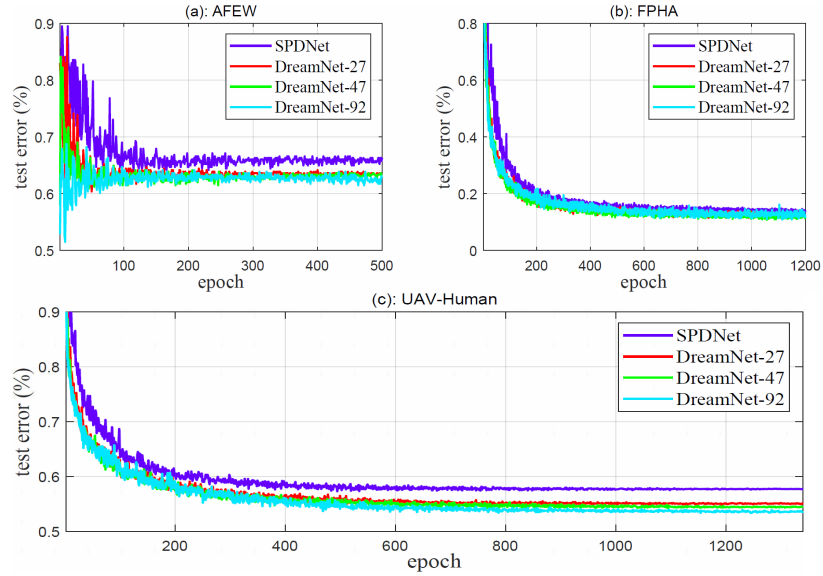 (a): AFEW
0.9
0.8
0.7
0.6
0.5
test error (%)
100
200
300
400
500
epoch
SPDNet
DreamNet-27
DreamNet-47
DreamNet-92
(b): FPHA
0.8
0.6
0.4
0.2
0
test error (%)
200
400
600
800
1000
1200
epoch
SPDNet
DreamNet-27
DreamNet-47
DreamNet-92
(c): UAV-Human
0.9
0.8
0.7
0.6
0.5
test error (%)
200
400
600
800
1000
1200
epoch
SPDNet
DreamNet-27
DreamNet-47
DreamNet-92